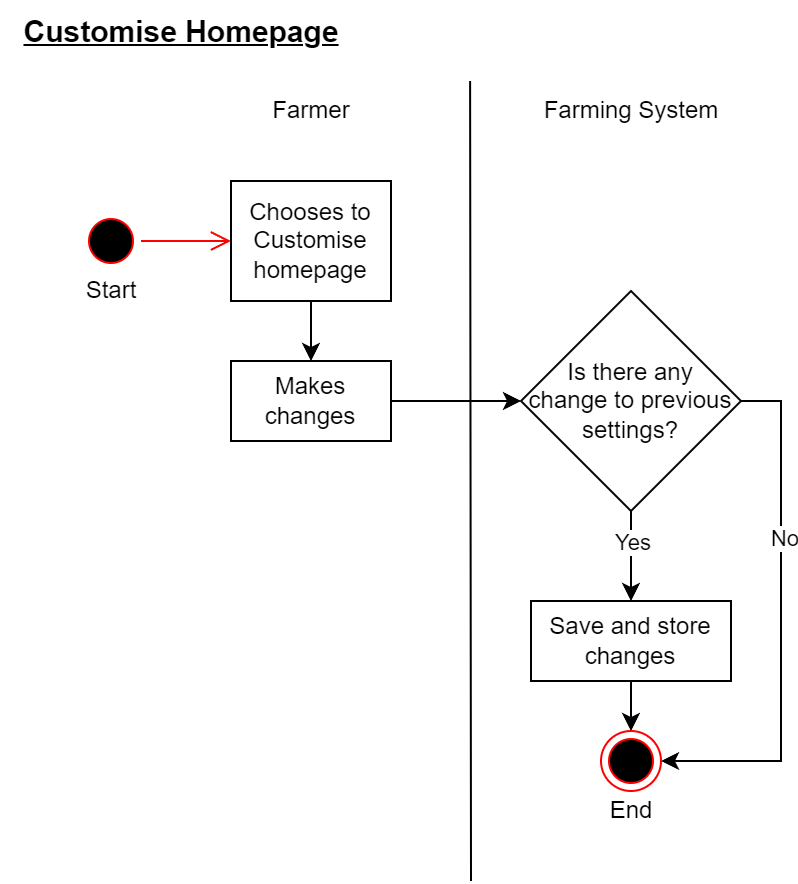 Customise Homepage
Farmer
Farming System
Chooses to
Customise
homepage
Start
Makes
changes
Is there any
change to previous
settings?
Yes
No
Save and store
changes
End